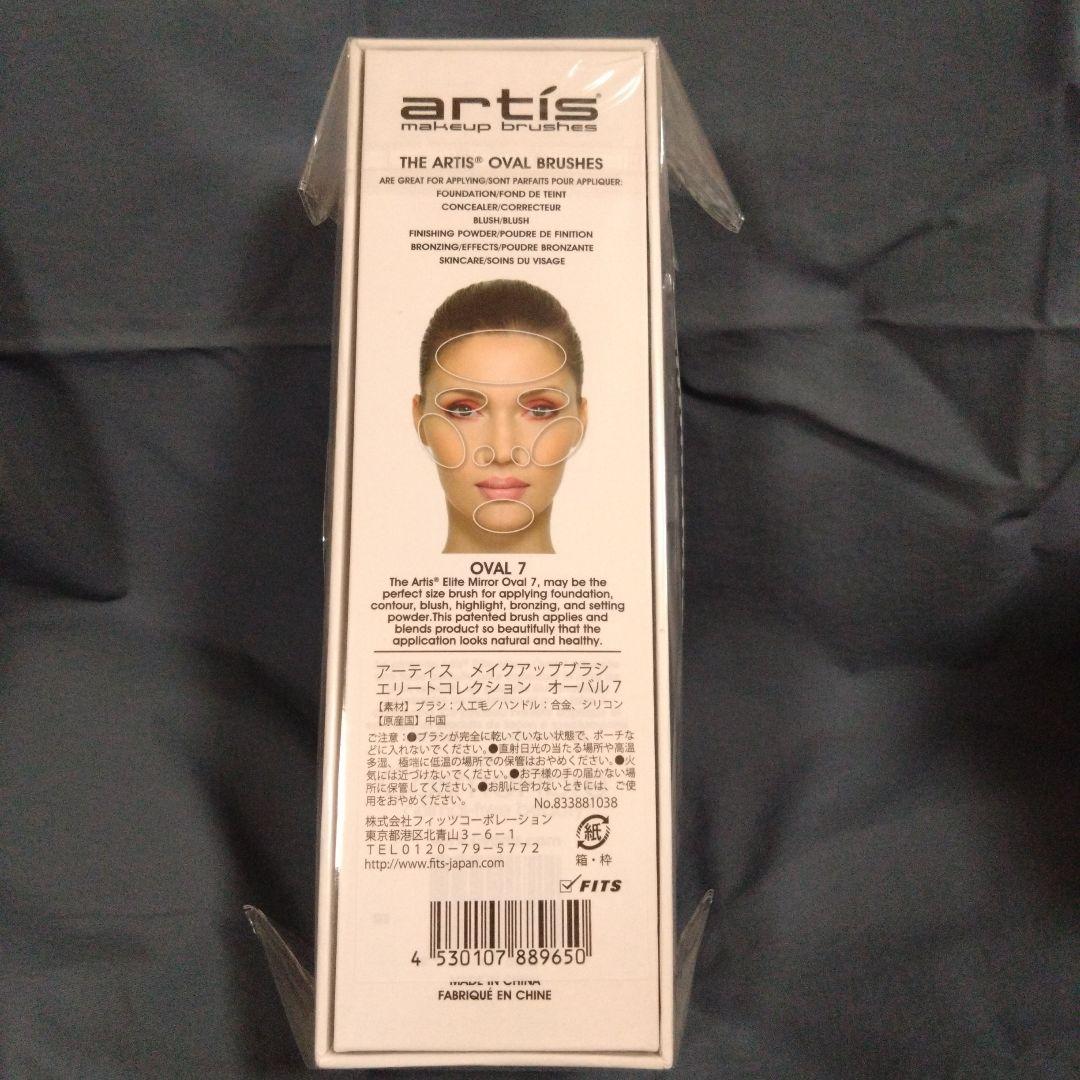 artis®
makeup brushes
THE ARTIS® OVAL BRUSHES
ARE GREAT FOR APPLYING/SONT PARFAITS POUR APPLIQUER:
FOUNDATION/FOND DE TEINT
CONCEALER/CORRECTEUR
BLUSH/BLUSH
FINISHING POWDER/POUDRE DE FINITION
BRONZING/EFFECTS/POUDRE BRONZANTE
SKINCARE/SOINS DU VISAGE
OVAL 7
The Artis® Elite Mirror Oval 7, may be the
perfect size brush for applying foundation,
contour, blush, highlight, bronzing, and setting
powder.This patented brush applies and
blends product so beautifully that the
application looks natural and healthy.
アーティス　メイクアップブラシ
エリートコレクション　オーバル７
【素材】ブラシ：人工毛／ハンドル：合金、シリコン
【原産国】中国
ご注意：●ブラシが完全に乾いていない状態で、ポーチな
どに入れないでください。●直射日光の当たる場所や高温
多湿、極端に低温の場所での保管はおやめください。●火
気には近づけないでください。●お子様の手の届かない場
所に保管してください。●お肌に合わないときには、ご使
用をおやめください。
No.833881038
株式会社フィッツコーポレーション
東京都港区北青山３－６－１
ＴＥＬ０１２０－７９－５７７２
http://www.fits-japan.com
紙
箱・枠
FITS
4 530107 889650
MADE IN CHINA
FABRIQUÉ EN CHINE